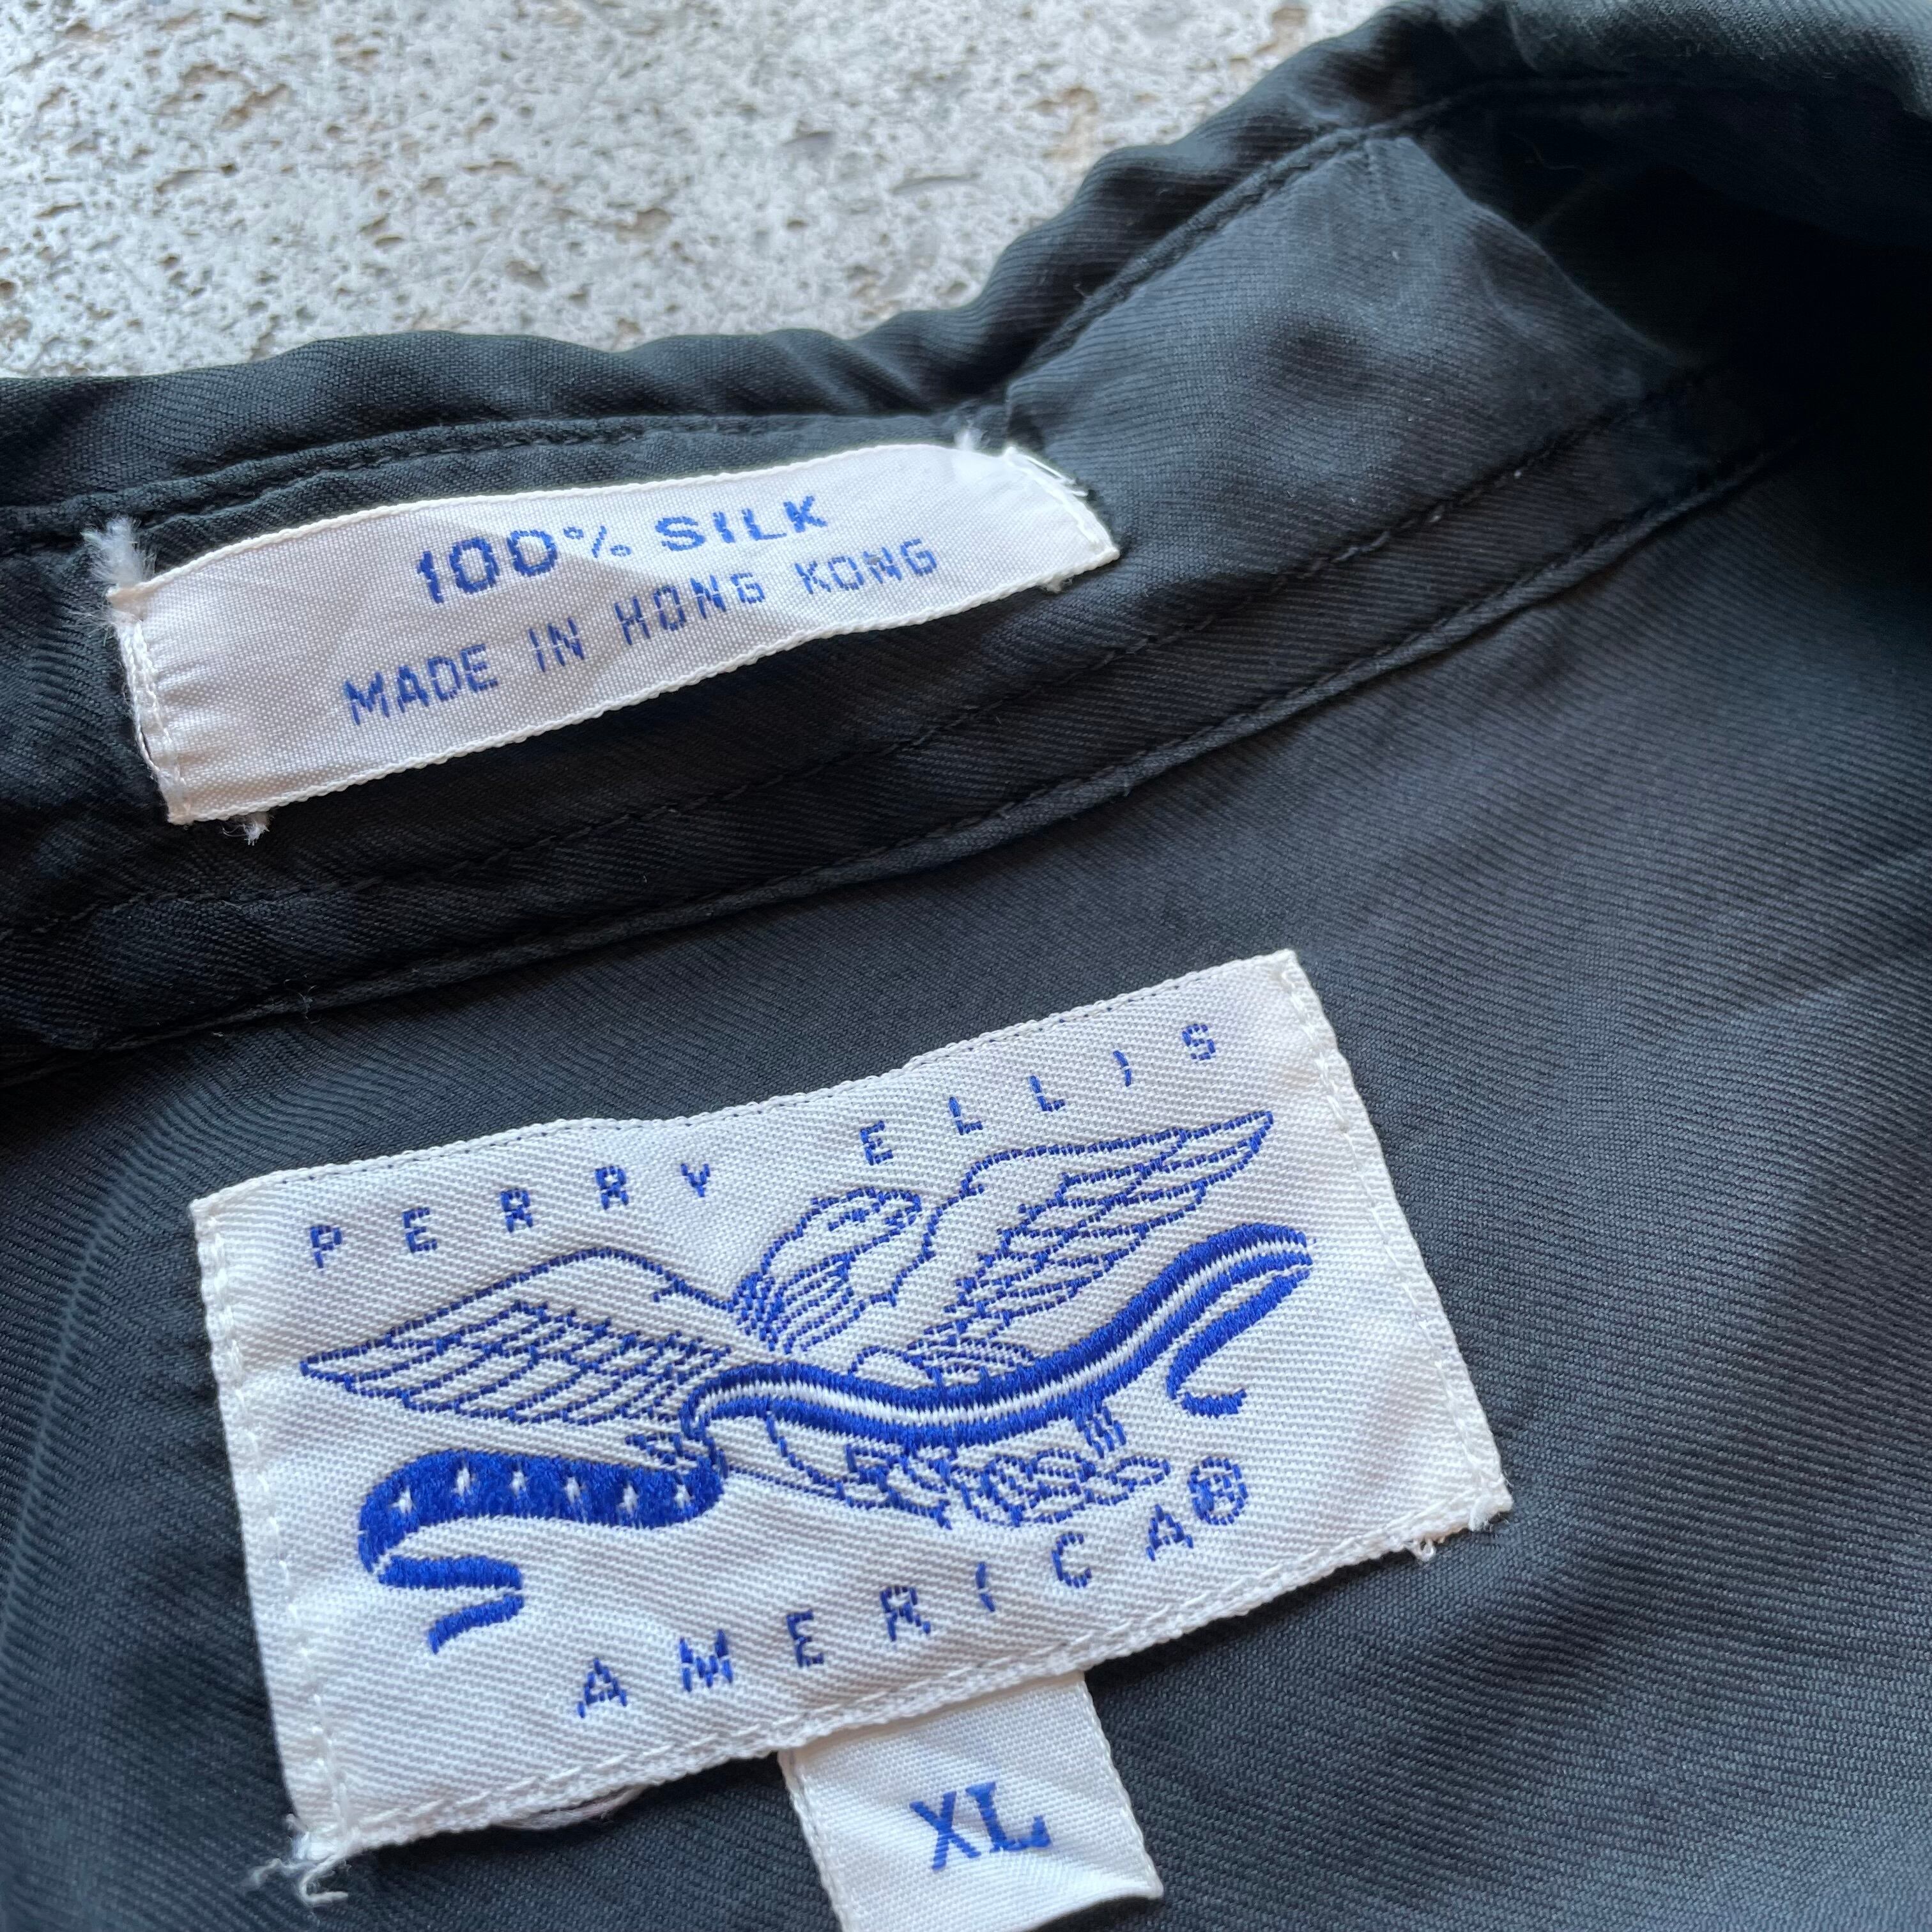 100% SILK
MADE IN HONG KONG
PERRY ELLIS
AMERICA®
XL